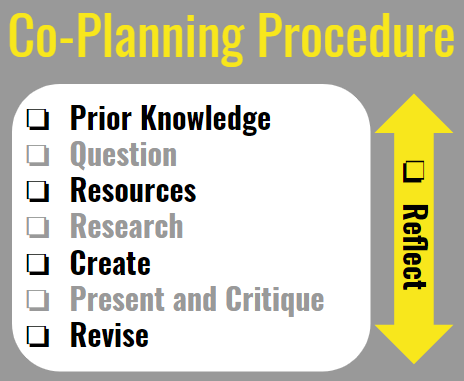 Co-Planning Procedure
❏ Prior Knowledge
❏ Question
❏ Resources
❏ Research
❏ Create
❏ Present and Critique
❏ Revise
❏ Reflect